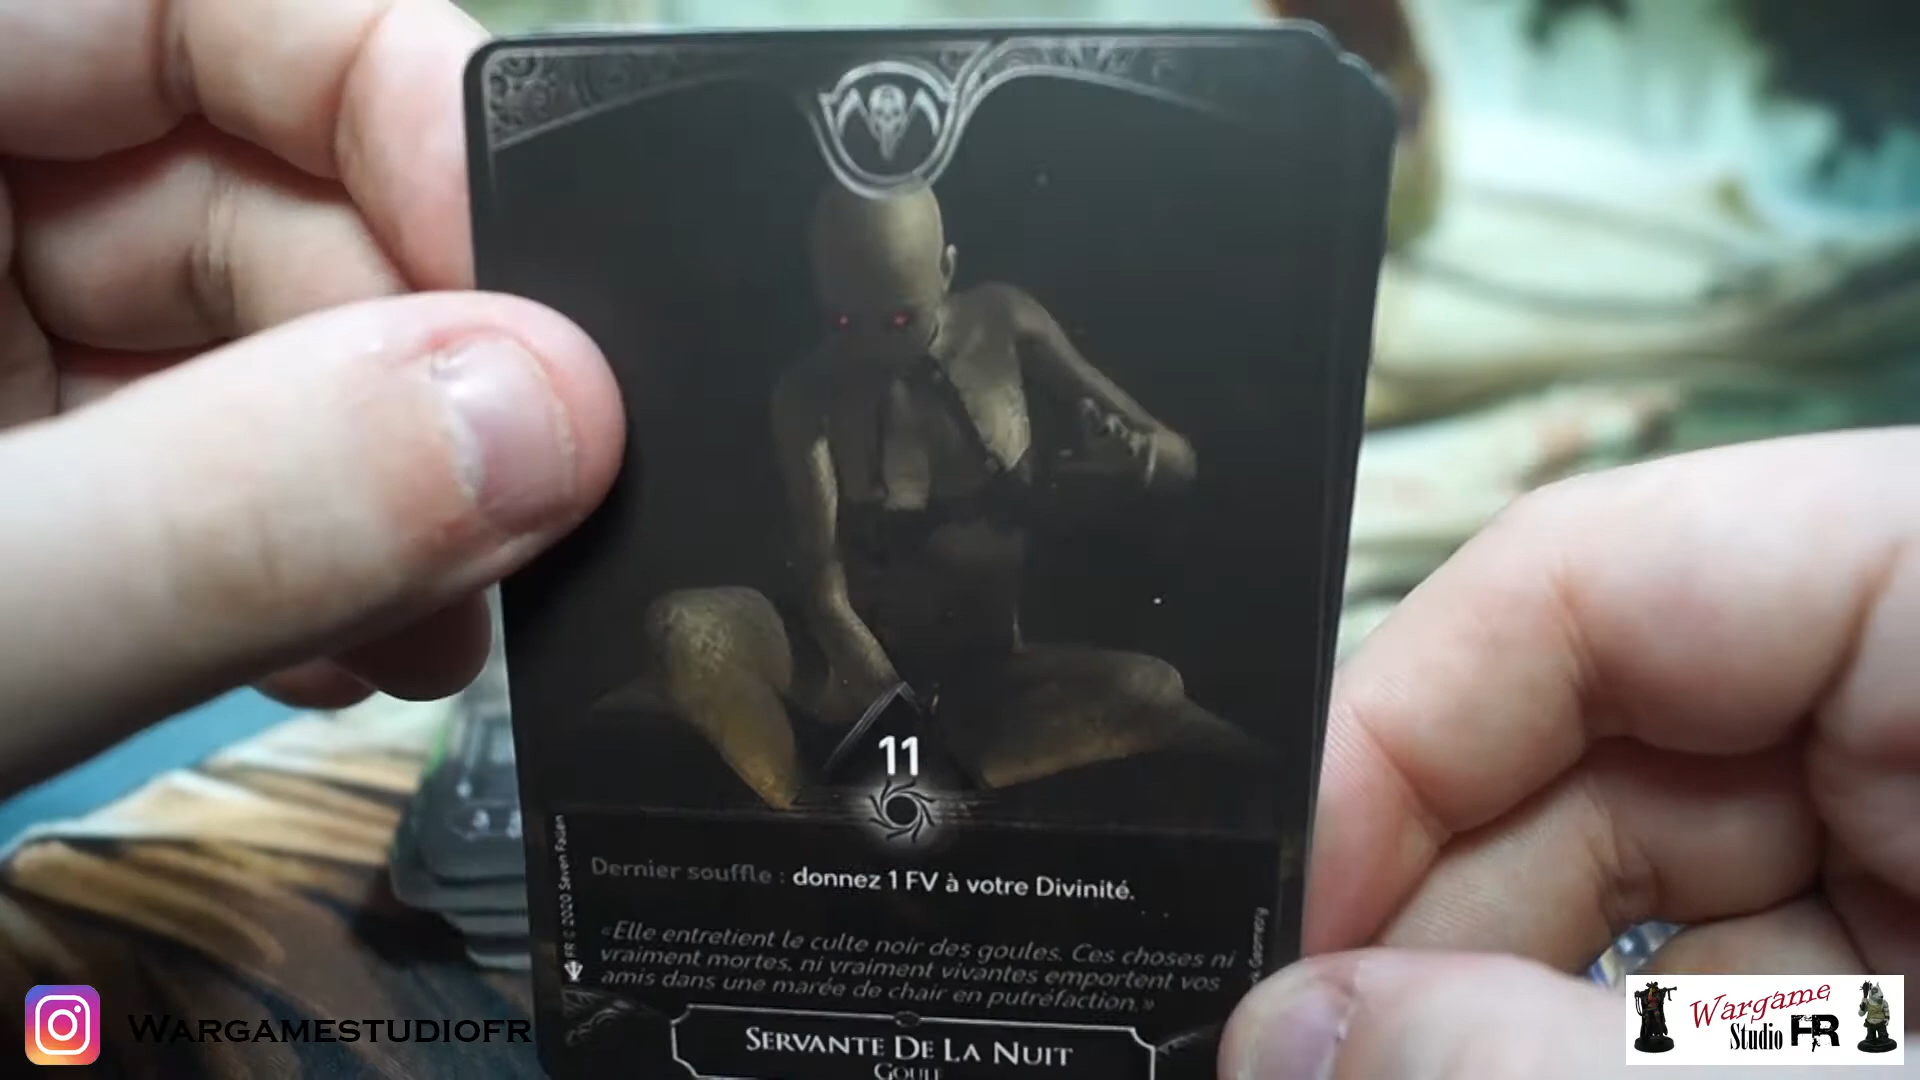 11
Dernier souffle : donnez 1 FV à votre Divinité.
«Elle entretient le culte noir des goules. Ces choses ni
vraiment mortes, ni vraiment vivantes emportent vos
amis dans une marée de chair en putréfaction.»
FR © 2020 Seven Fallen
SERVANTE DE LA NUIT
GOULE
WARGAMESTUDIOFR
Wargame
Studio FR